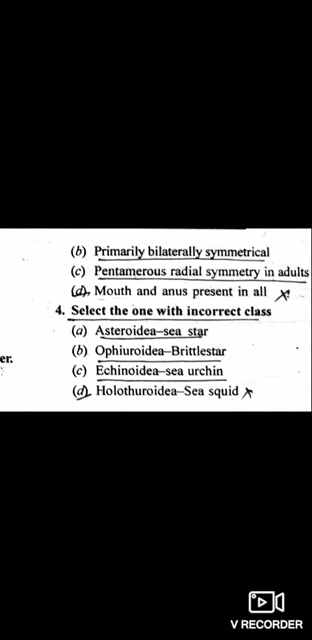 (b) Primarily bilaterally symmetrical
(c) Pentamerous radial symmetry in adults
(d) Mouth and anus present in all
4. Select the one with incorrect class
(a) Asteroidea–sea star
(b) Ophiuroidea–Brittlestar
er.
(c) Echinoidea–sea urchin
(d) Holothuroidea–Sea squid
V RECORDER